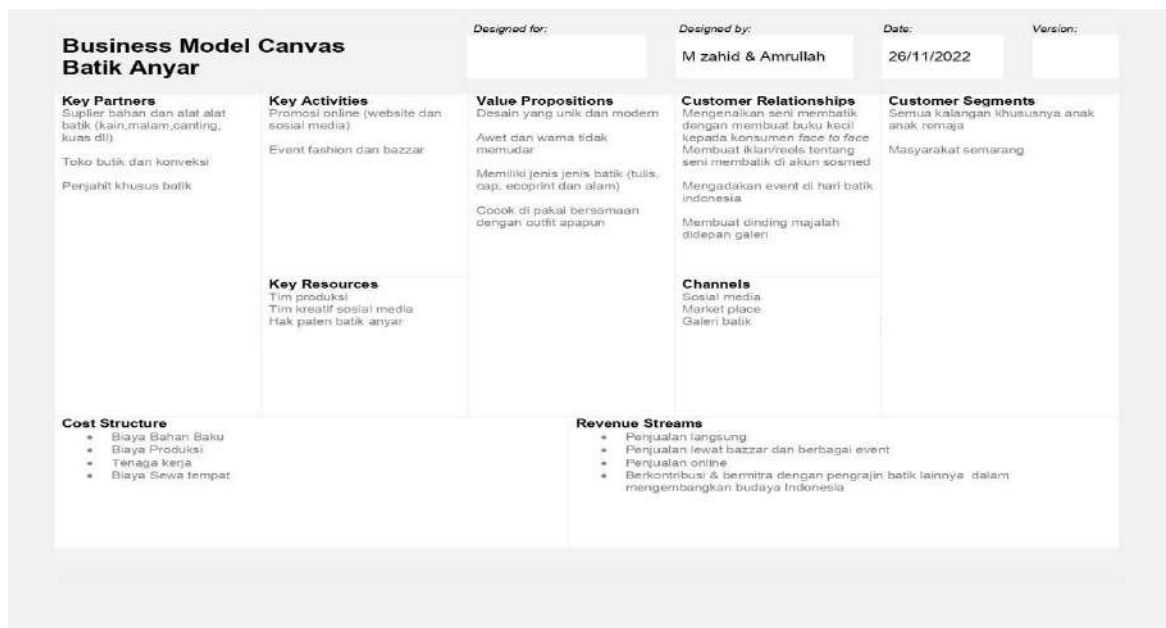 Business Model Canvas
Batik Anyar
Designed for:
Designed by:
M zahid & Amrullah
Date:
26/11/2022
Version:
Key Partners
Suplier bahan dan alat alat
batik (kain,malam,canting,
kuas dll)
Toko butik dan konveksi
Penjahit khusus batik
Key Activities
Promosi online (website dan
sosial media)
Event fashion dan bazzar
Key Resources
Tim produksi
Tim kreatif sosial media
Hak paten batik anyar
Value Propositions
Desain yang unik dan modern
Awet dan warna tidak
memudar
Memiliki jenis jenis batik (tulis,
cap, ecoprint dan alam)
Cocok di pakai bersamaan
dengan outfit apapun
Customer Relationships
Mengenalkan seni membatik
dengan membuat buku kecil
kepada konsumen face to face
Membuat iklan/reels tentang
seni membatik di akun sosmed
Mengadakan event di hari batik
indonesia
Membuat dinding majalah
didepan galeri
Channels
Sosial media
Market place
Galeri batik
Customer Segments
Semua kalangan khususnya anak
anak remaja
Masyarakat semarang
Cost Structure
• Biaya Bahan Baku
• Biaya Produksi
• Tenaga kerja
• Biaya Sewa tempat
Revenue Streams
• Penjualan langsung
• Penjualan lewat bazzar dan berbagai event
• Penjualan online
• Berkontribusi & bermitra dengan pengrajin batik lainnya dalam
mengembangkan budaya Indonesia